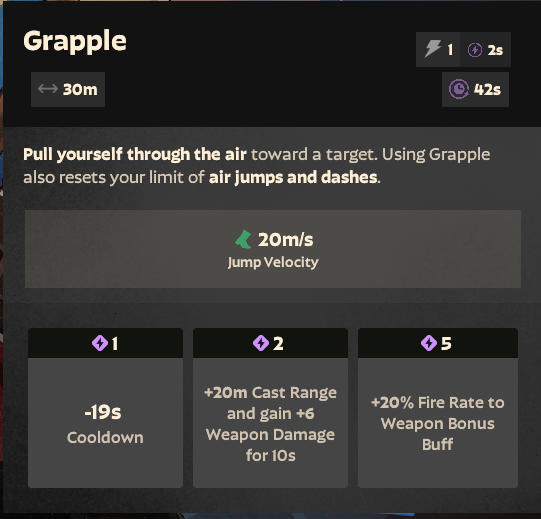 Grapple
1 2s
30m 42s
Pull yourself through the air toward a target. Using Grapple
also resets your limit of air jumps and dashes.
20m/s
Jump Velocity
1
-19s
Cooldown
2
+20m Cast Range
and gain +6
Weapon Damage
for 10s
5
+20% Fire Rate to
Weapon Bonus
Buff